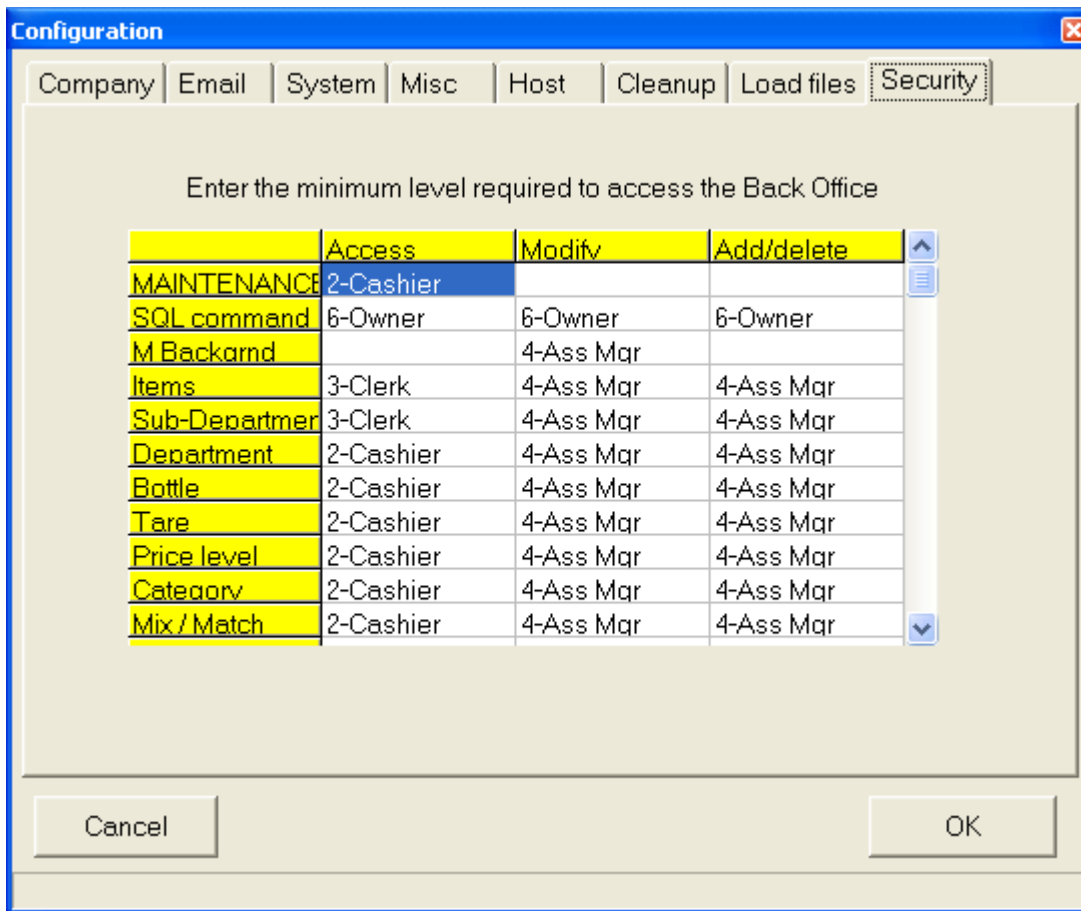 Configuration
Company Email System Misc Host Cleanup Load files Security
Enter the minimum level required to access the Back Office
Access Modify Add/delete
MAINTENANCE 2-Cashier
SQL command 6-Owner 6-Owner 6-Owner
M Backgrnd 4-Ass Mgr
Items 3-Clerk 4-Ass Mgr 4-Ass Mgr
Sub-Departmen 3-Clerk 4-Ass Mgr 4-Ass Mgr
Department 2-Cashier 4-Ass Mgr 4-Ass Mgr
Bottle 2-Cashier 4-Ass Mgr 4-Ass Mgr
Tare 2-Cashier 4-Ass Mgr 4-Ass Mgr
Price level 2-Cashier 4-Ass Mgr 4-Ass Mgr
Category 2-Cashier 4-Ass Mgr 4-Ass Mgr
Mix / Match 2-Cashier 4-Ass Mgr 4-Ass Mgr
Cancel OK